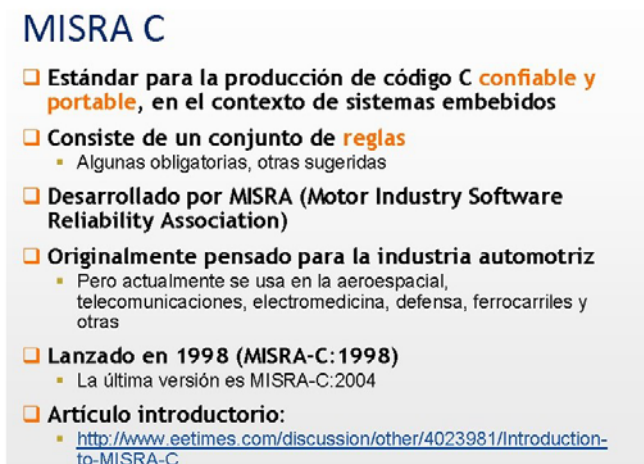 MISRA C
Estándar para la producción de código C confiable y
portable, en el contexto de sistemas embebidos
Consiste de un conjunto de reglas
Algunas obligatorias, otras sugeridas
Desarrollado por MISRA (Motor Industry Software
Reliability Association)
Originalmente pensado para la industria automotriz
Pero actualmente se usa en la aeroespacial,
telecomunicaciones, electromedicina, defensa, ferrocarriles y
otras
Lanzado en 1998 (MISRA-C:1998)
La última versión es MISRA-C:2004
Artículo introductorio:
http://www.eetimes.com/discussion/other/4023981/Introduction-
to-MISRA-C